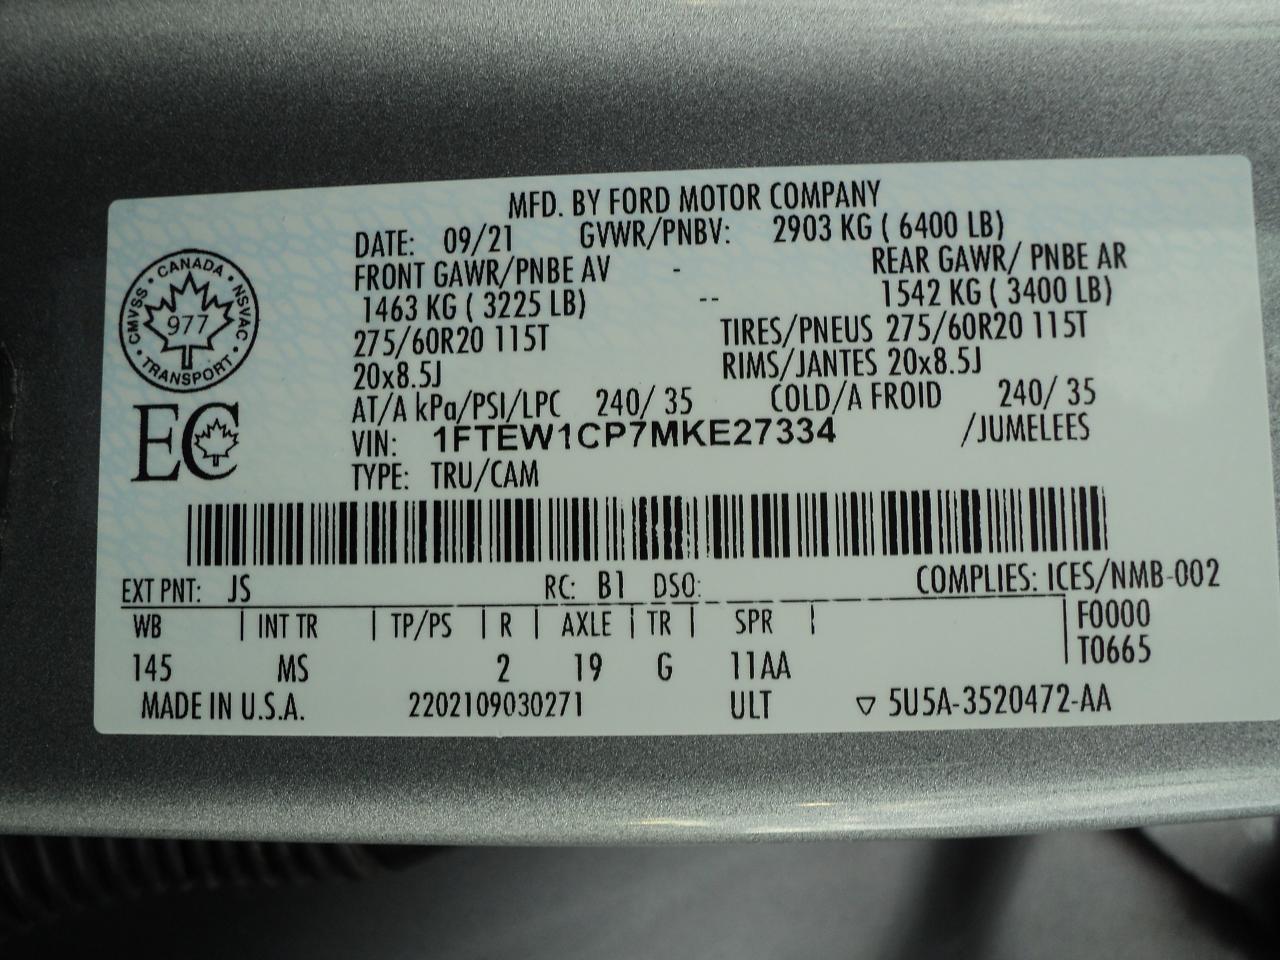 MFD. BY FORD MOTOR COMPANY
DATE: 09/21 GVWR/PNBV: 2903 KG ( 6400 LB)
FRONT GAWR/PNBE AV - REAR GAWR/ PNBE AR
1463 KG ( 3225 LB) -- 1542 KG ( 3400 LB)
275/60R20 115T TIRES/PNEUS 275/60R20 115T
20x8.5J RIMS/JANTES 20x8.5J
AT/A kPa/PSI/LPC 240/ 35 COLD/A FROID 240/ 35
VIN: 1FTEW1CP7MKE27334 /JUMELEES
TYPE: TRU/CAM
CANADA
CMVSS 977 NSVAC
TRANSPORT
EC
EXT PNT: JS RC: B1 DSO: COMPLIES: ICES/NMB-002
WB | INT TR | TP/PS | R | AXLE | TR | SPR | F0000
145 MS 2 19 G 11AA T0665
MADE IN U.S.A. 2202109030271 ULT ▽ 5U5A-3520472-AA